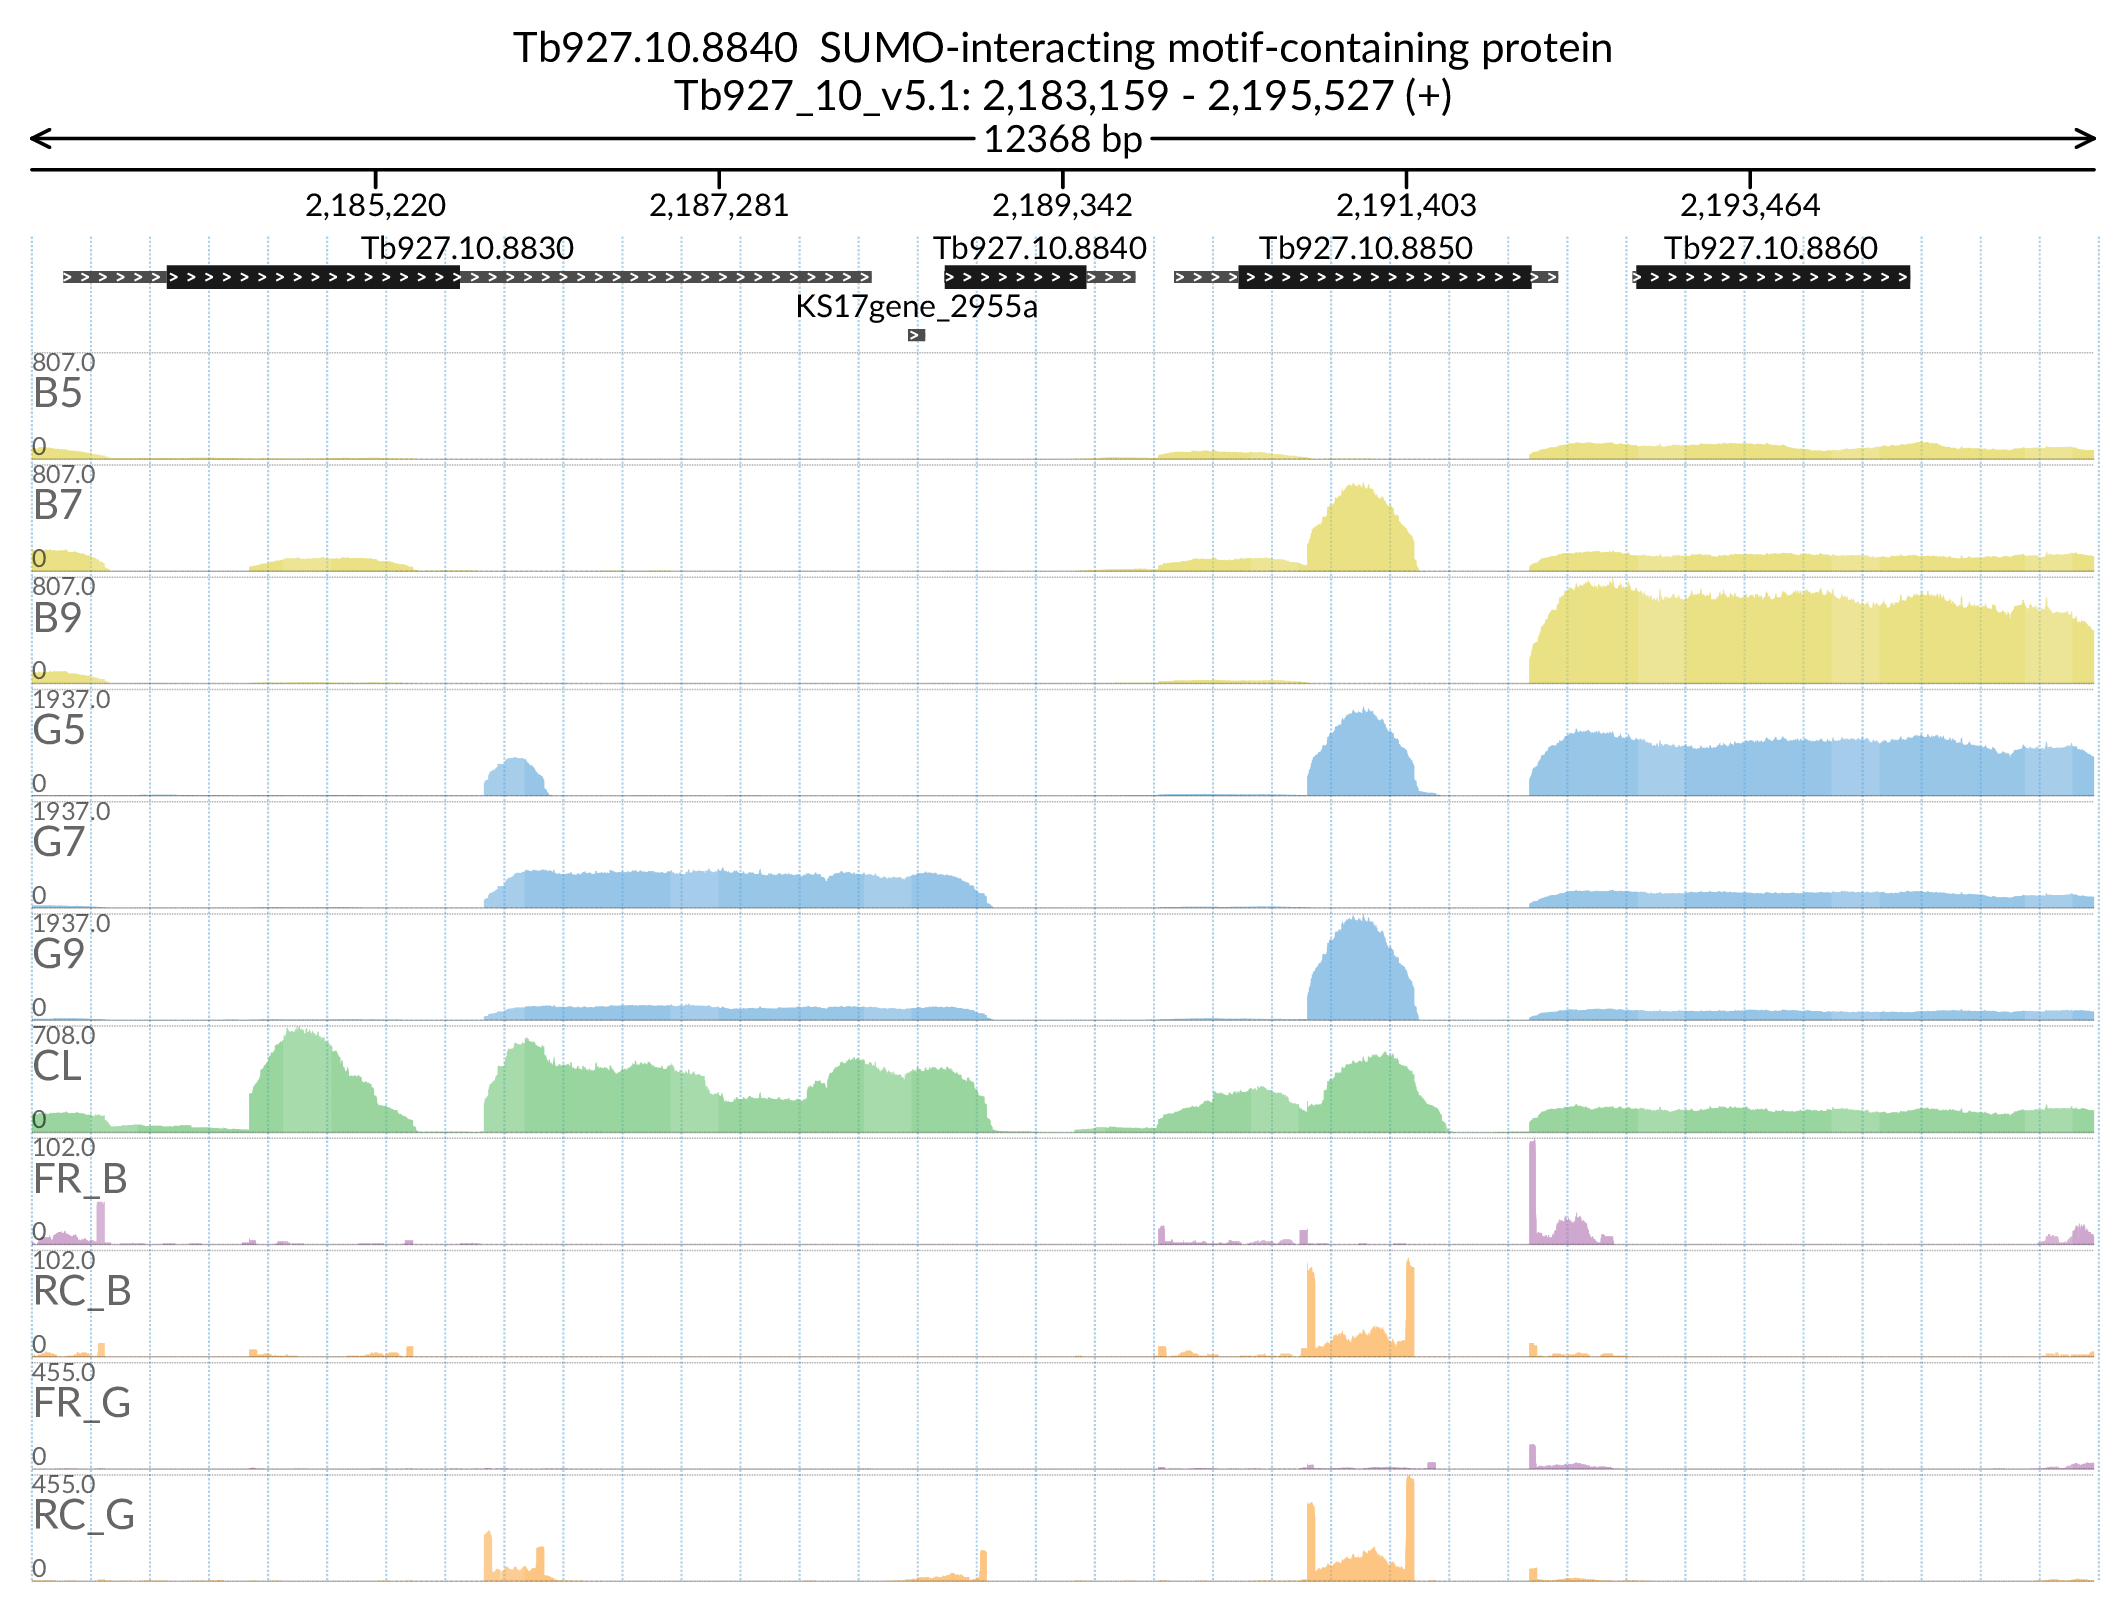 Tb927.10.8840  SUMO-interacting motif-containing protein
Tb927_10_v5.1: 2,183,159 - 2,195,527 (+)
12368 bp
2,185,220 2,187,281 2,189,342 2,191,403 2,193,464
Tb927.10.8830 Tb927.10.8840 Tb927.10.8850 Tb927.10.8860
KS17gene_2955a
807.0
B5
0
807.0
B7
0
807.0
B9
0
1937.0
G5
0
1937.0
G7
0
1937.0
G9
0
708.0
CL
0
102.0
FR_B
0
102.0
RC_B
0
455.0
FR_G
0
455.0
RC_G
0